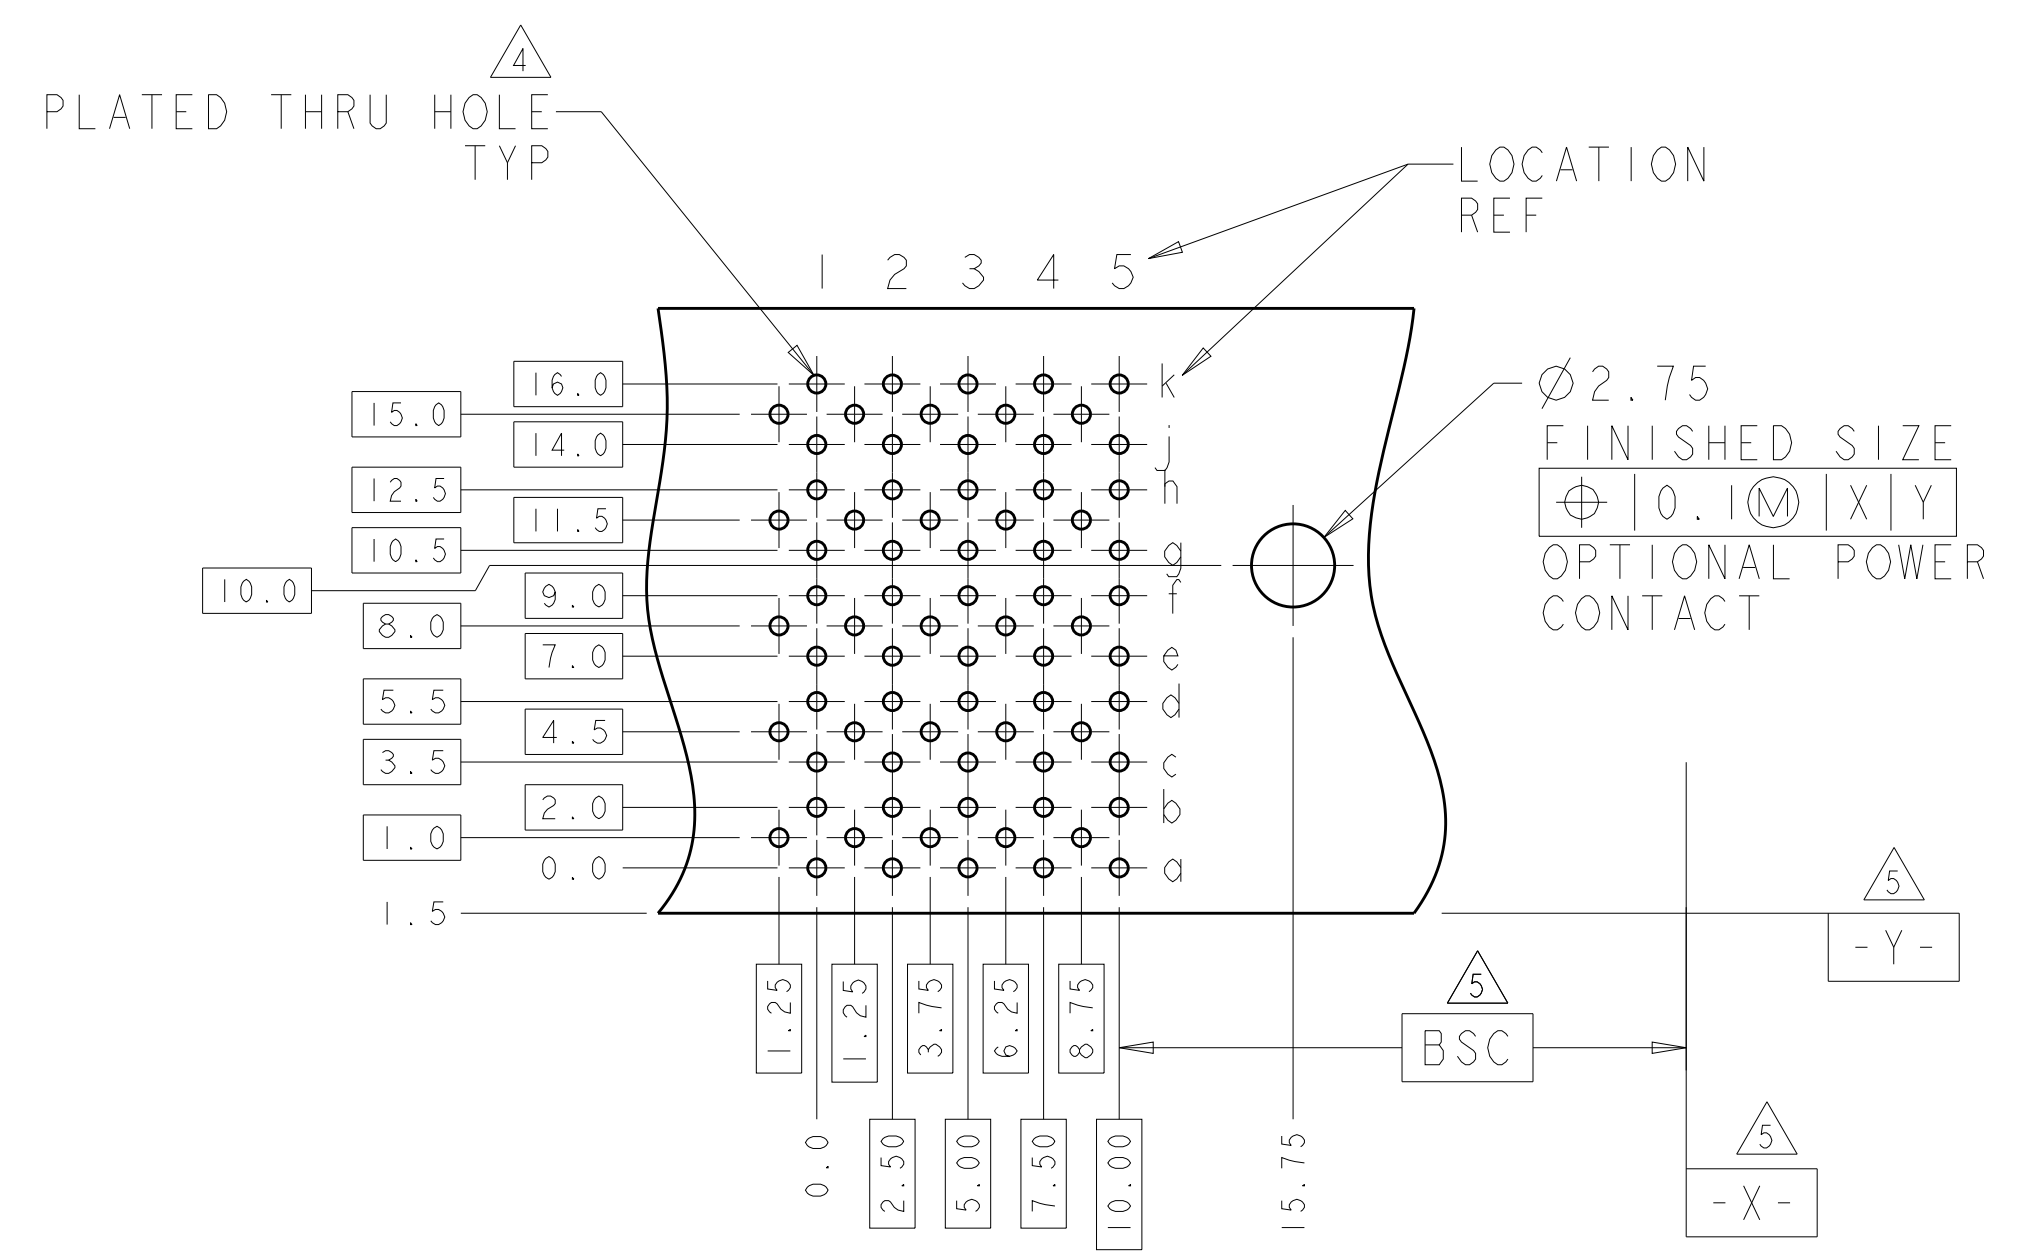 4
PLATED THRU HOLE
TYP
LOCATION
REF
1 2 3 4 5
16.0
k
15.0
14.0
j
12.5
h
11.5
10.5
g
10.0
9.0
f
8.0
7.0
e
5.5
d
4.5
3.5
c
2.0
b
1.0
0.0
a
1.5
⌀2.75
FINISHED SIZE
⌖ 0.1Ⓜ X Y
OPTIONAL POWER
CONTACT
5
-Y-
5
BSC
5
-X-
1.25
1.25
3.75
6.25
8.75
0.0
2.50
5.00
7.50
10.00
15.75